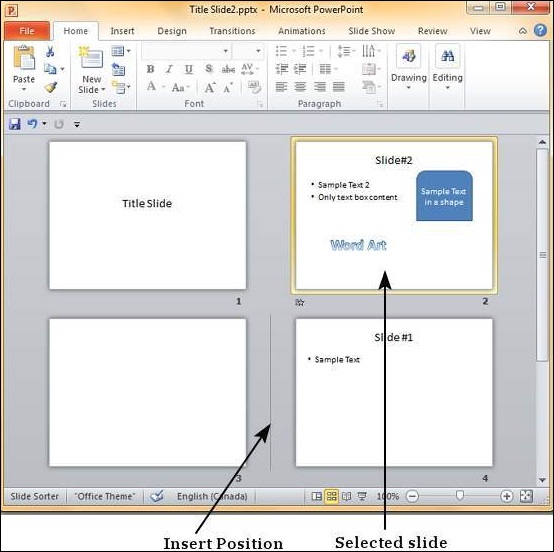 Title Slide2.pptx - Microsoft PowerPoint
File Home Insert Design Transitions Animations Slide Show Review View
Paste New Slide Drawing Editing
Clipboard Slides Font Paragraph
Title Slide
1
Slide#2
• Sample Text 2
• Only text box content
Sample Text
in a shape
Word Art
2
3
Slide #1
• Sample Text
4
Slide Sorter "Office Theme" English (Canada) 100%
Insert Position Selected slide